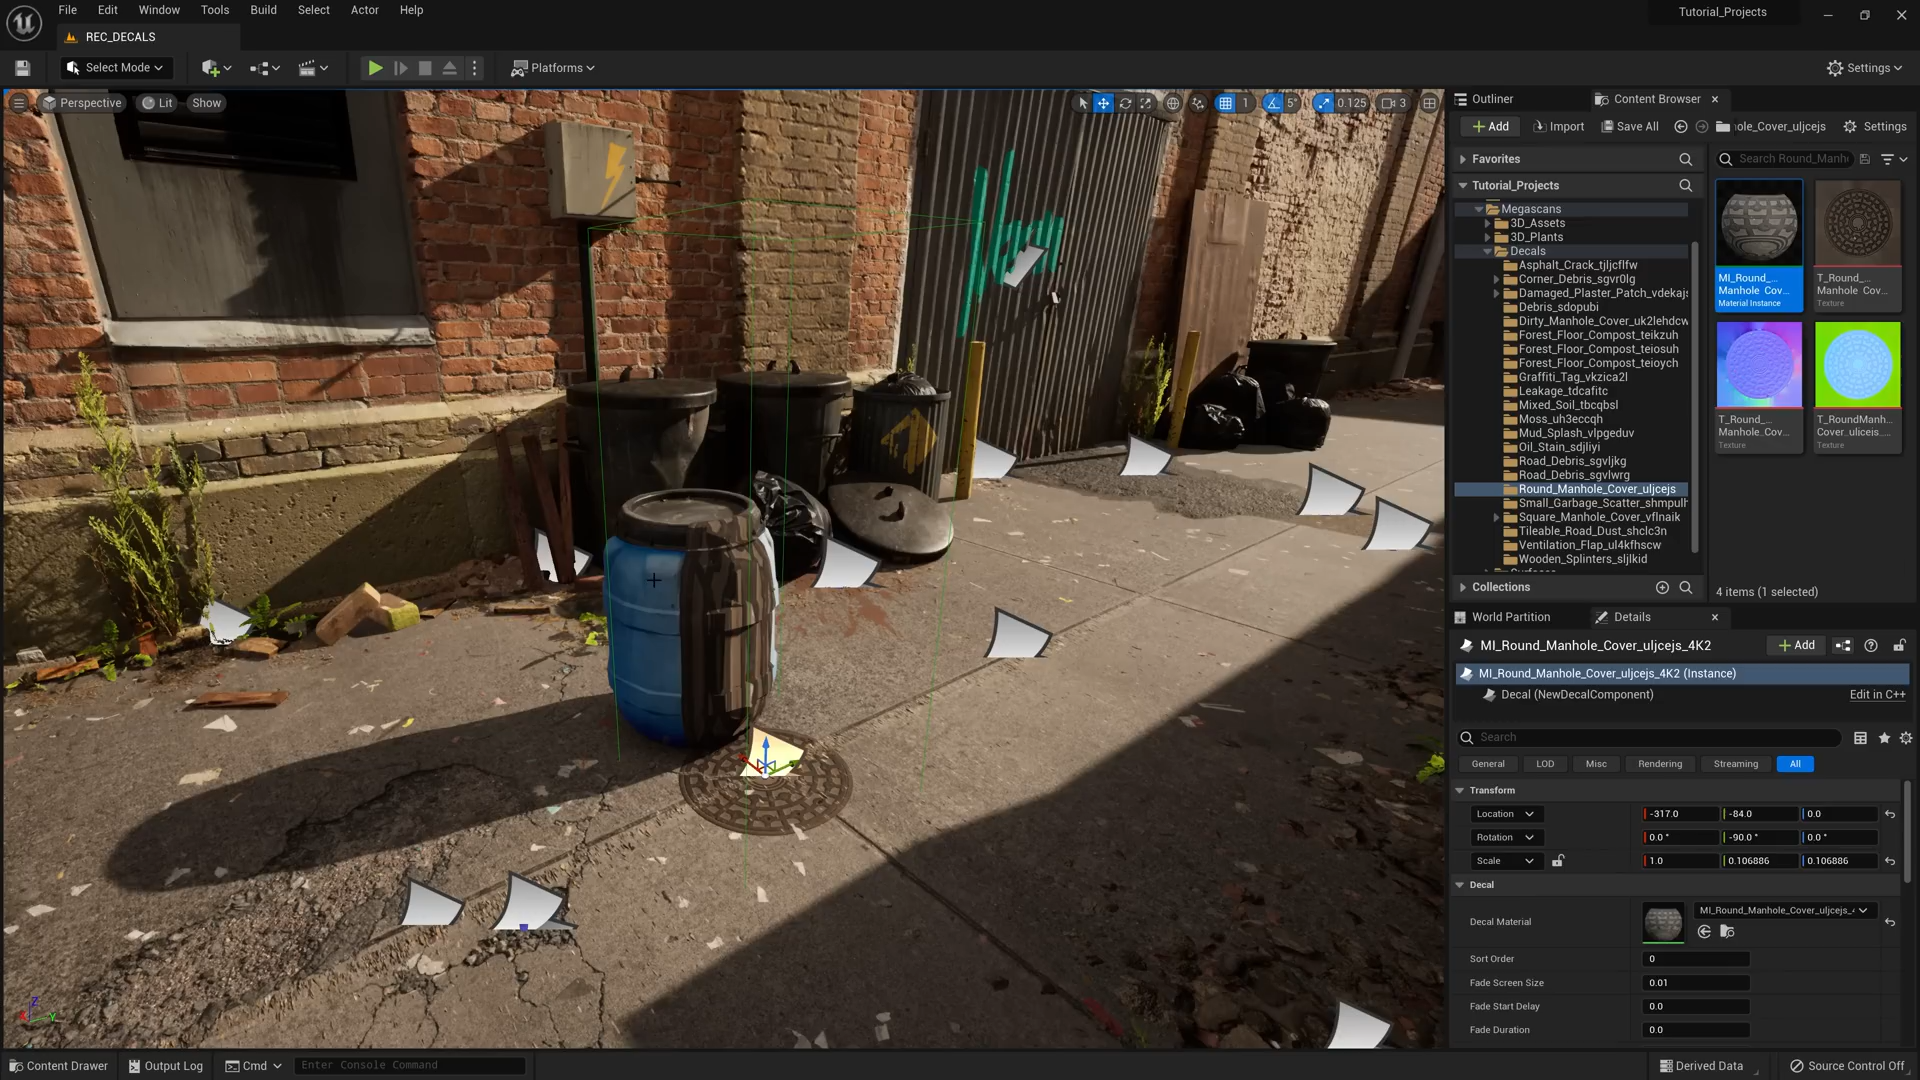 File Edit Window Tools Build Select Actor Help
Tutorial_Projects
REC_DECALS
Select Mode
Platforms
Settings
Perspective Lit Show
1 5° 0.125 3
Outliner
Content Browser
Add Import Save All
ole_Cover_uljcejs
Settings
Favorites
Search Round_Manh
Tutorial_Projects
Megascans
3D_Assets
3D_Plants
Decals
Asphalt_Crack_tjljcflfw
Corner_Debris_sgvr0lg
Damaged_Plaster_Patch_vdekajs
Debris_sdopubi
Dirty_Manhole_Cover_uk2lehdcw
Forest_Floor_Compost_teikzuh
Forest_Floor_Compost_teiosuh
Forest_Floor_Compost_teioych
Graffiti_Tag_vkzica2l
Leakage_tdcafitc
Mixed_Soil_tbcqbsl
Moss_uh3eccqh
Mud_Splash_vlpgeduv
Oil_Stain_sdjliyi
Road_Debris_sgvljkg
Road_Debris_sgvlwrg
Round_Manhole_Cover_uljcejs
Small_Garbage_Scatter_shmpulh
Square_Manhole_Cover_vflnaik
Tileable_Road_Dust_shclc3n
Ventilation_Flap_ul4kfhscw
Wooden_Splinters_sljlkid
MI_Round_
Manhole_Cov...
Material Instance
T_Round_
Manhole_Cov...
Texture
T_Round_...
Manhole_Cov...
Texture
T_RoundManh
Cover_uljcejs_...
Texture
Collections
4 items (1 selected)
World Partition
Details
MI_Round_Manhole_Cover_uljcejs_4K2
Add
MI_Round_Manhole_Cover_uljcejs_4K2 (Instance)
Decal (NewDecalComponent)
Edit in C++
Search
General LOD Misc Rendering Streaming All
Transform
Location -317.0 -84.0 0.0
Rotation 0.0 ° -90.0 ° 0.0 °
Scale 1.0 0.106886 0.106886
Decal
Decal Material
MI_Round_Manhole_Cover_uljcejs_4
Sort Order 0
Fade Screen Size 0.01
Fade Start Delay 0.0
Fade Duration 0.0
Z
X Y
Content Drawer Output Log Cmd Enter Console Command
Derived Data Source Control Off